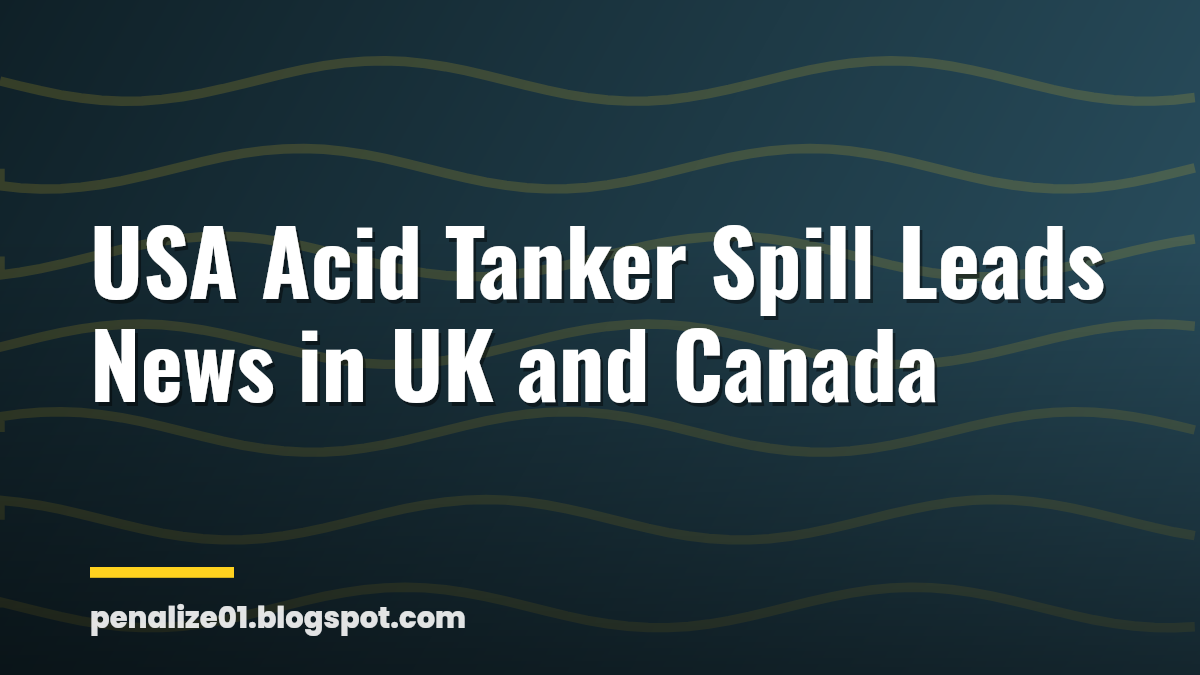 USA Acid Tanker Spill Leads
News in UK and Canada
penalize01.blogspot.com